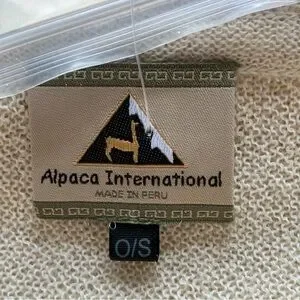 Alpaca International
MADE IN PERU
O/S